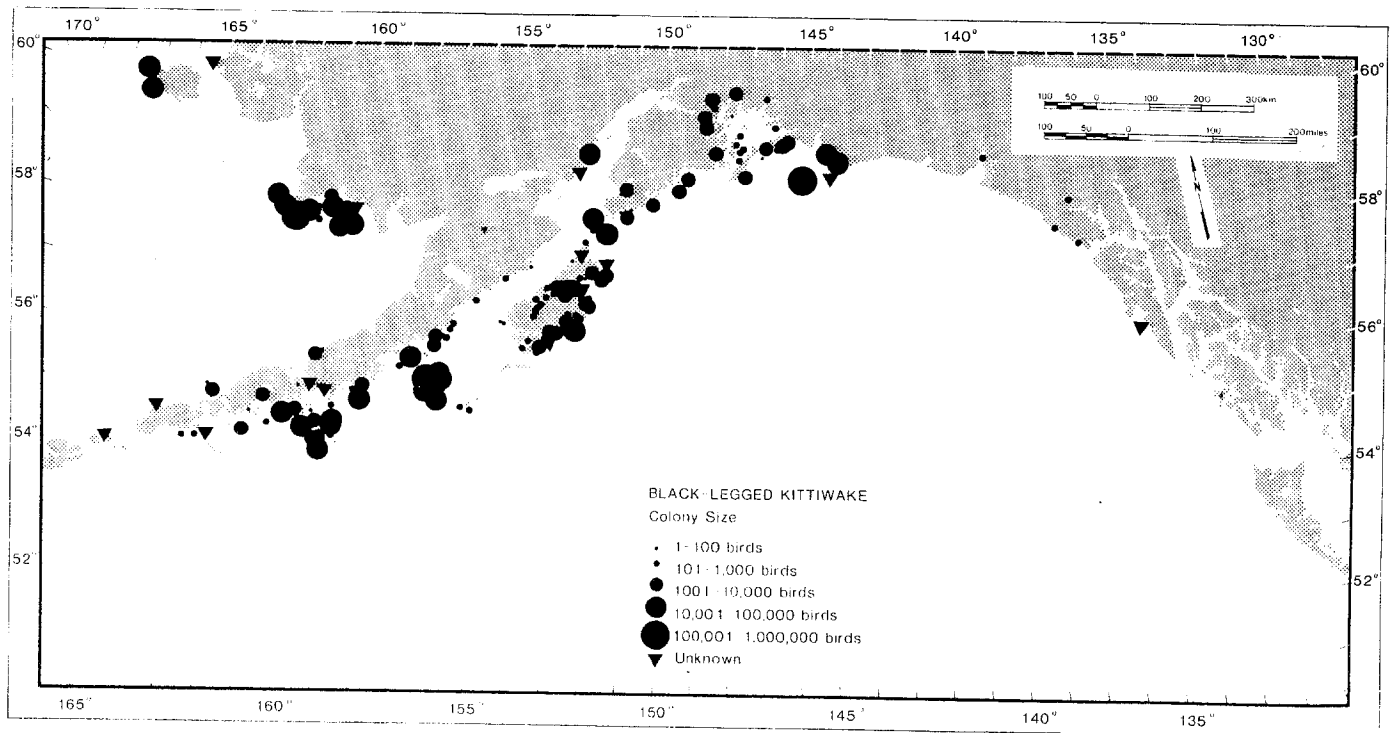 170° 165° 160° 155° 150° 145° 140° 135° 130°
60° 60°
100 50 0 100 200 300km
100 50 0 100 200miles
58° 58°
N
56° 56°
54° 54°
BLACK-LEGGED KITTIWAKE
Colony Size
1-100 birds
101-1,000 birds
1001-10,000 birds
10,001-100,000 birds
100,001-1,000,000 birds
Unknown
52° 52°
165° 160° 155° 150° 145° 140° 135°